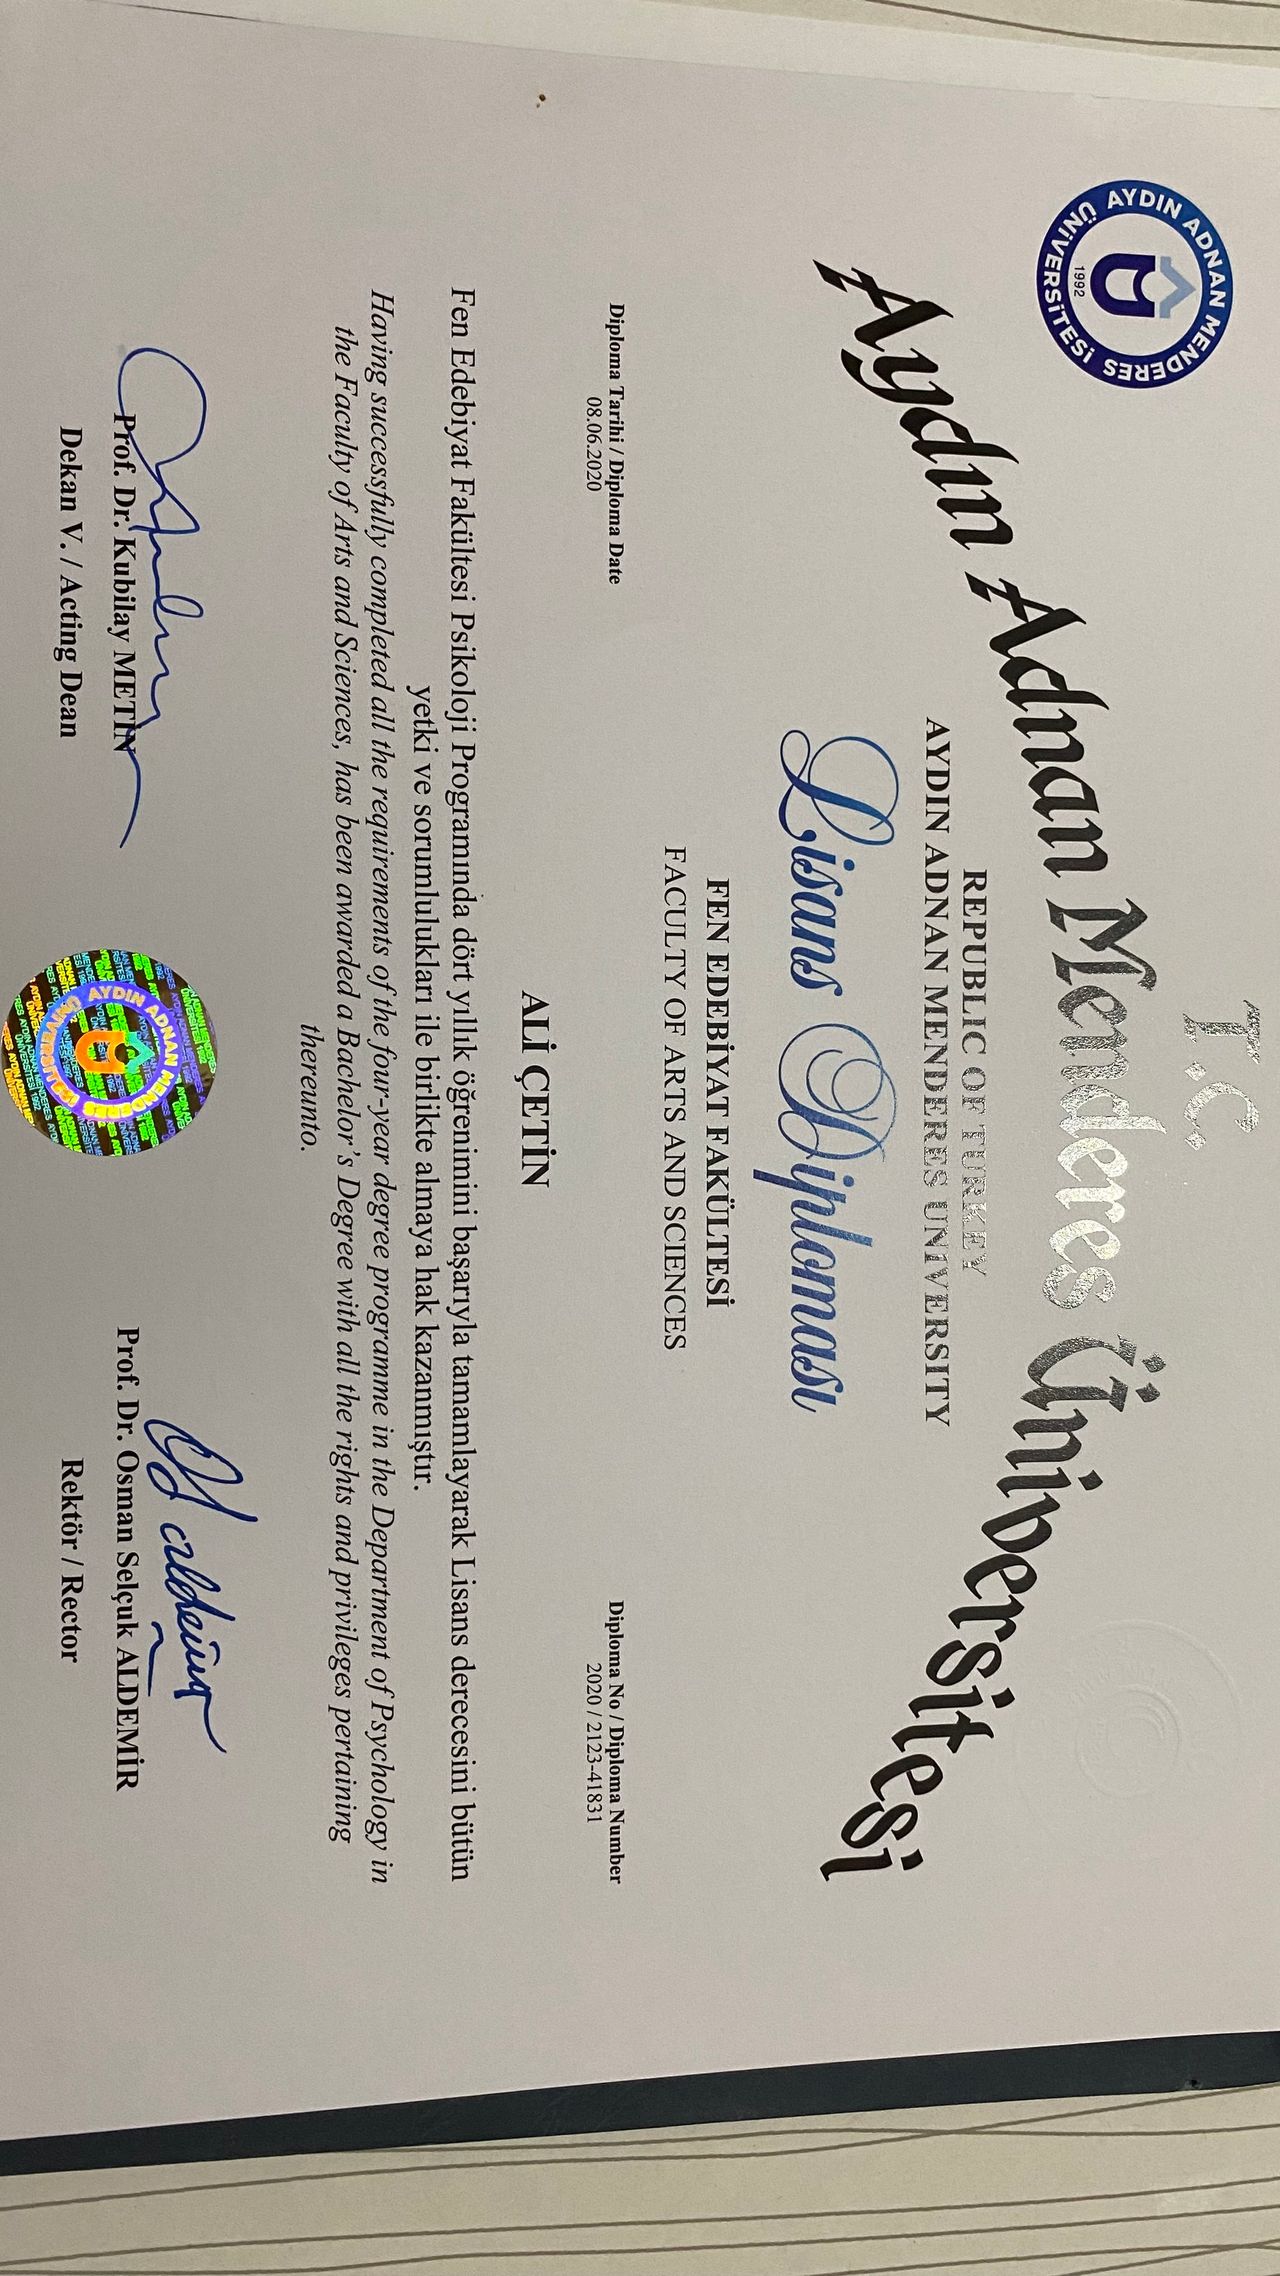 AYDIN ADNAN MENDERES
ÜNİVERSİTESİ
1992
T.C.
Aydın Adnan Menderes Üniversitesi
REPUBLIC OF TURKEY
AYDIN ADNAN MENDERES UNIVERSITY
Lisans Diploması
FEN EDEBİYAT FAKÜLTESİ
FACULTY OF ARTS AND SCIENCES
Diploma Tarihi / Diploma Date
08.06.2020
Diploma No / Diploma Number
2020 / 2123-41831
ALİ ÇETİN
Fen Edebiyat Fakültesi Psikoloji Programında dört yıllık öğrenimini başarıyla tamamlayarak Lisans derecesini bütün
yetki ve sorumlulukları ile birlikte almaya hak kazanmıştır.
Having successfully completed all the requirements of the four-year degree programme in the Department of Psychology in
the Faculty of Arts and Sciences, has been awarded a Bachelor's Degree with all the rights and privileges pertaining
thereunto.
Prof. Dr. Kubilay METİN
Dekan V. / Acting Dean
AYDIN ADNAN MENDERES
ÜNİVERSİTESİ
Prof. Dr. Osman Selçuk ALDEMİR
Rektör / Rector